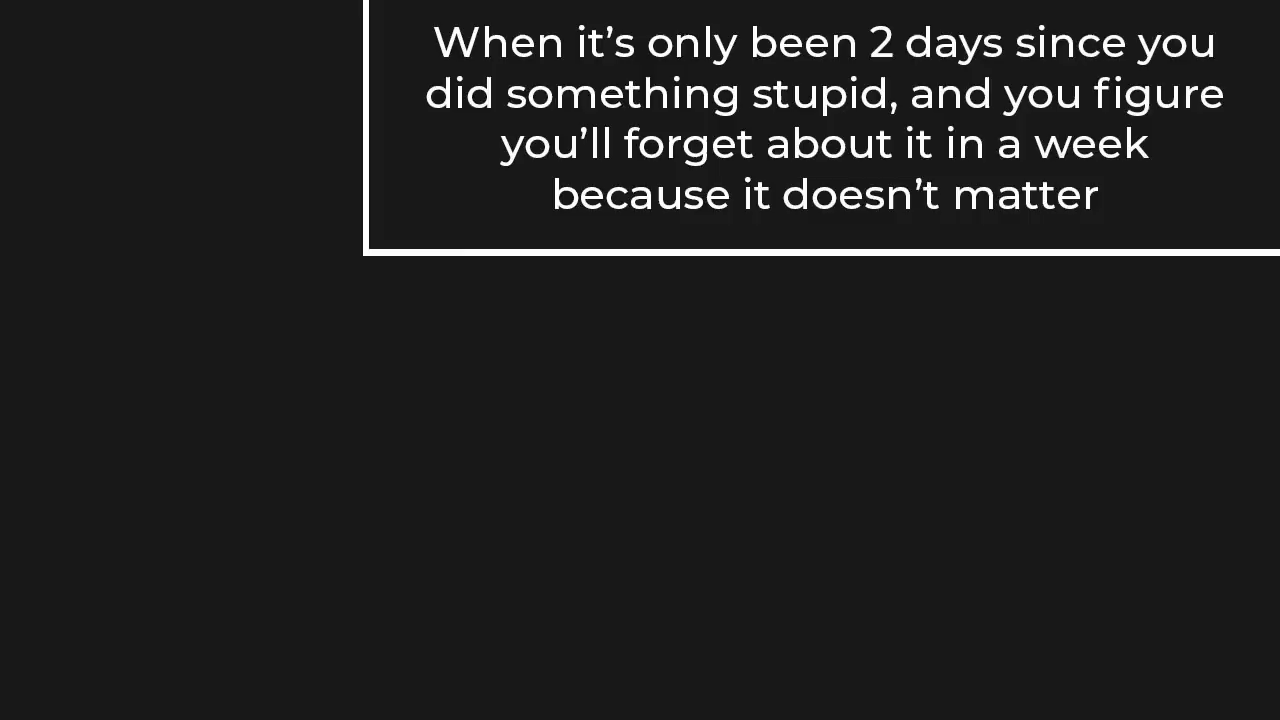 When it’s only been 2 days since you
did something stupid, and you figure
you’ll forget about it in a week
because it doesn’t matter